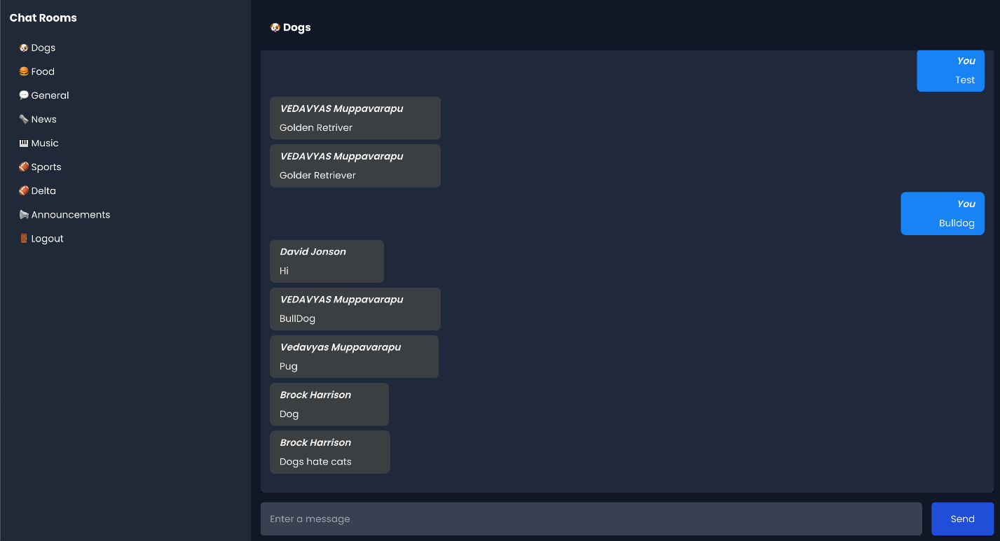 Chat Rooms
🐶 Dogs
🍔 Food
💬 General
🗞️ News
🎹 Music
🏈 Sports
🏈 Delta
📢 Announcements
🚪 Logout
🐶 Dogs
You
Test
VEDAVYAS Muppavarapu
Golden Retriver
VEDAVYAS Muppavarapu
Golder Retriever
You
Bulldog
David Jonson
Hi
VEDAVYAS Muppavarapu
BullDog
Vedavyas Muppavarapu
Pug
Brock Harrison
Dog
Brock Harrison
Dogs hate cats
Enter a message
Send